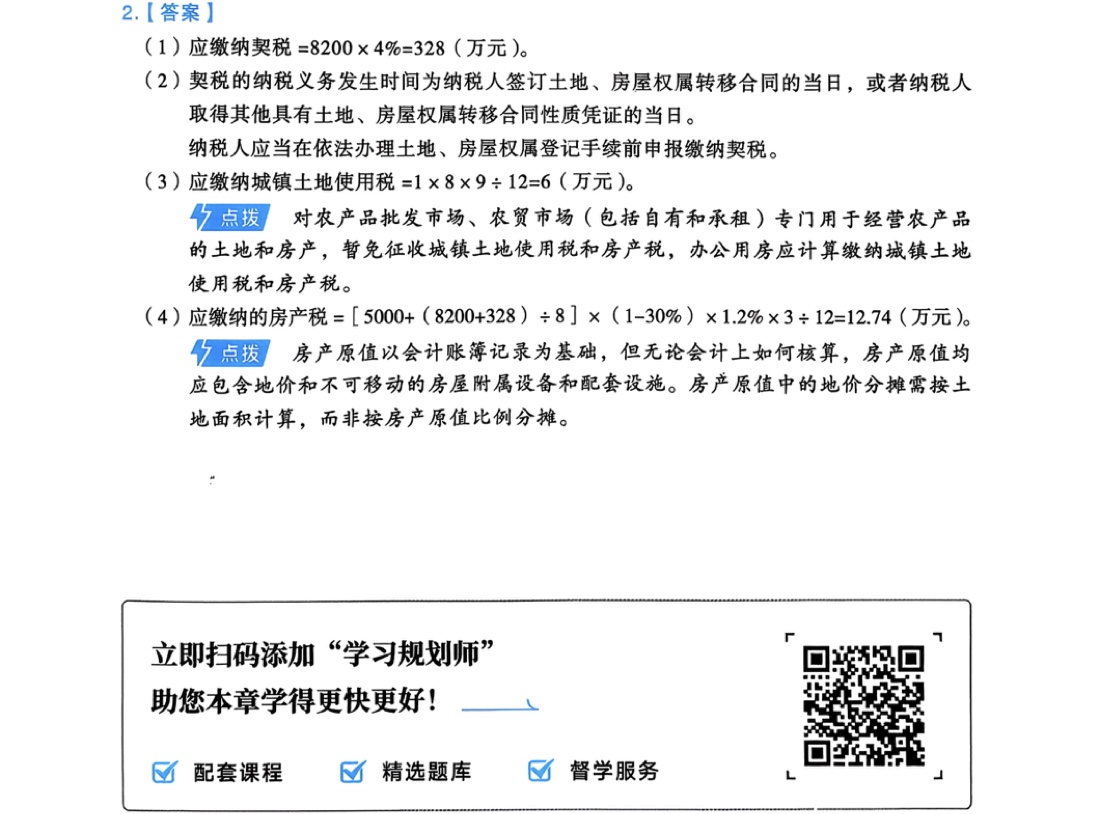 2.【答案】
（1）应缴纳契税 =8200 × 4%=328（万元）。
（2）契税的纳税义务发生时间为纳税人签订土地、房屋权属转移合同的当日，或者纳税人
取得其他具有土地、房屋权属转移合同性质凭证的当日。
纳税人应当在依法办理土地、房屋权属登记手续前申报缴纳契税。
（3）应缴纳城镇土地使用税 =1 × 8 × 9 ÷ 12=6（万元）。
点拨 对农产品批发市场、农贸市场（包括自有和承租）专门用于经营农产品
的土地和房产，暂免征收城镇土地使用税和房产税，办公用房应计算缴纳城镇土地
使用税和房产税。
（4）应缴纳的房产税 =［5000+（8200+328）÷ 8］×（1-30%）× 1.2% × 3 ÷ 12=12.74（万元）。
点拨 房产原值以会计账簿记录为基础，但无论会计上如何核算，房产原值均
应包含地价和不可移动的房屋附属设备和配套设施。房产原值中的地价分摊需按土
地面积计算，而非按房产原值比例分摊。
立即扫码添加“学习规划师”
助您本章学得更快更好！
配套课程 精选题库 督学服务